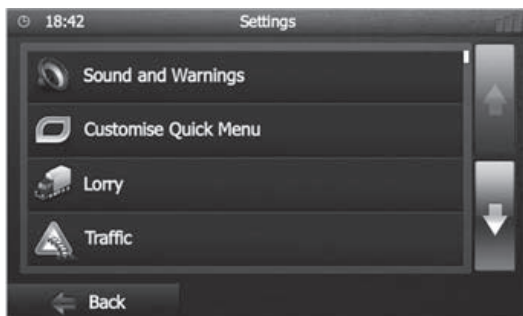 18:42 Settings
Sound and Warnings
Customise Quick Menu
Lorry
Traffic
Back